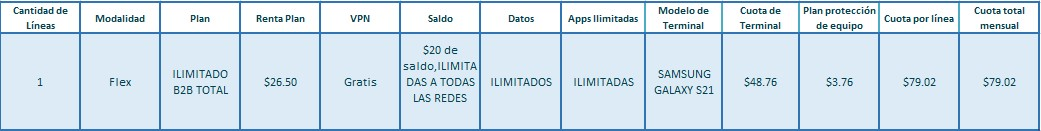 Cantidad de Líneas
Modalidad
Plan
Renta Plan
VPN
Saldo
Datos
Apps Ilimitadas
Modelo de Terminal
Cuota de Terminal
Plan protección de equipo
Cuota por línea
Cuota total mensual
1
Flex
ILIMITADO B2B TOTAL
$26.50
Gratis
$20 de
saldo,ILIMITA
DAS A TODAS
LAS REDES
ILIMITADOS
ILIMITADAS
SAMSUNG GALAXY S21
$48.76
$3.76
$79.02
$79.02